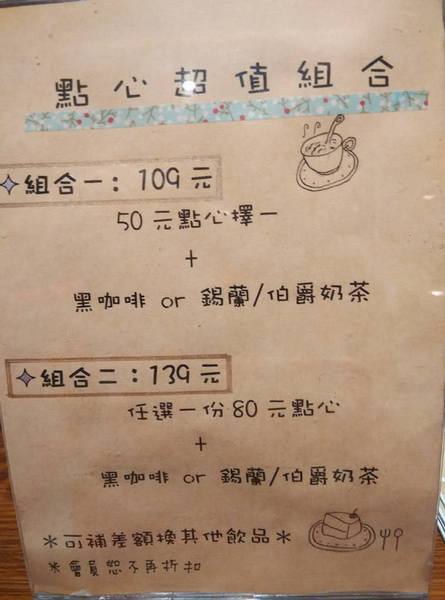 點心超值組合
組合一：109元
50元點心擇一
+
黑咖啡 or 錫蘭/伯爵奶茶
組合二：139元
任選一份80元點心
+
黑咖啡 or 錫蘭/伯爵奶茶
＊可補差額換其他飲品＊
＊會員恕不再折扣